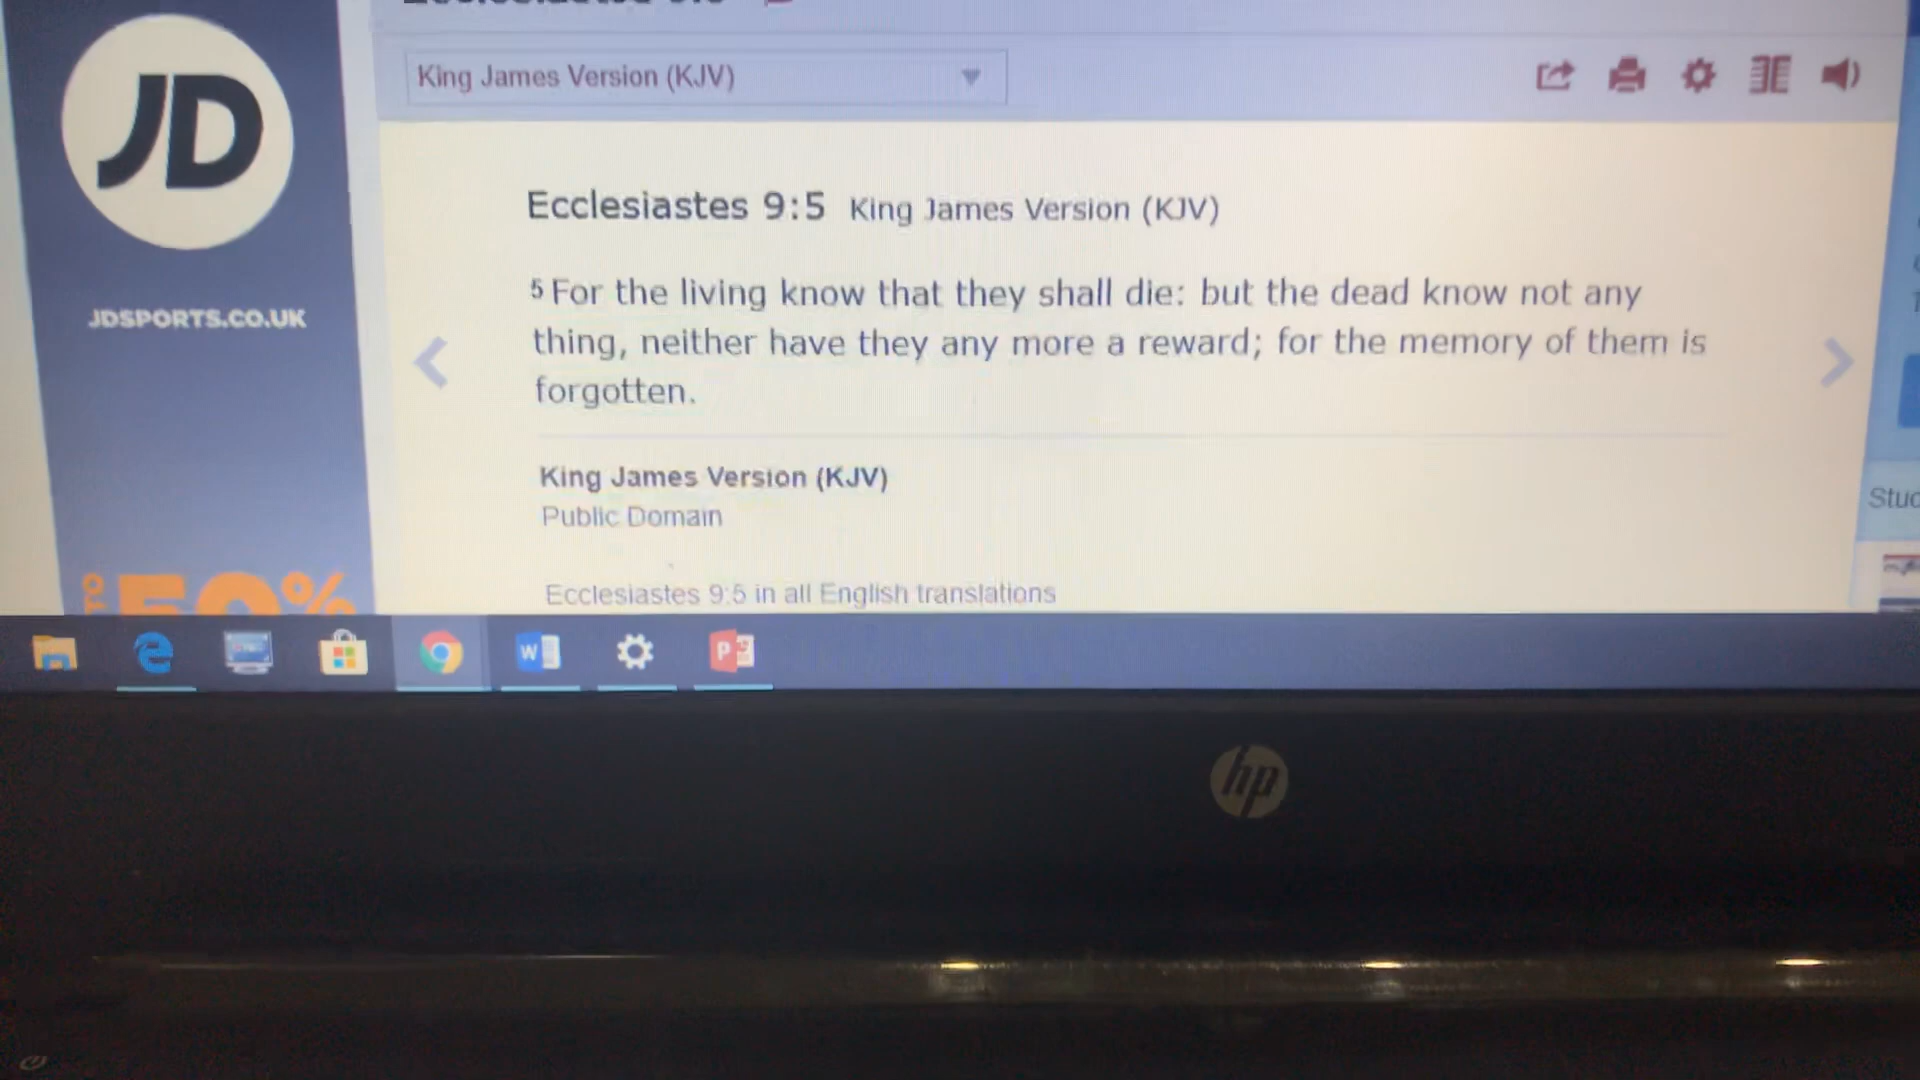 King James Version (KJV)
JD
JDSPORTS.CO.UK
TO
50%
Ecclesiastes 9:5 King James Version (KJV)
5 For the living know that they shall die: but the dead know not any
thing, neither have they any more a reward; for the memory of them is
forgotten.
King James Version (KJV)
Public Domain
Ecclesiastes 9:5 in all English translations
W
P
hp